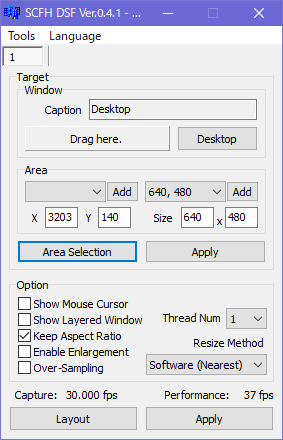 SCFH DSF Ver.0.4.1 - ...
Tools Language
1
Target
Window
Caption Desktop
Drag here. Desktop
Area
Add 640, 480 Add
X 3203 Y 140 Size 640 x 480
Area Selection Apply
Option
Show Mouse Cursor
Show Layered Window
Keep Aspect Ratio
Enable Enlargement
Over-Sampling
Thread Num 1
Resize Method
Software (Nearest)
Capture: 30.000 fps Performance: 37 fps
Layout Apply